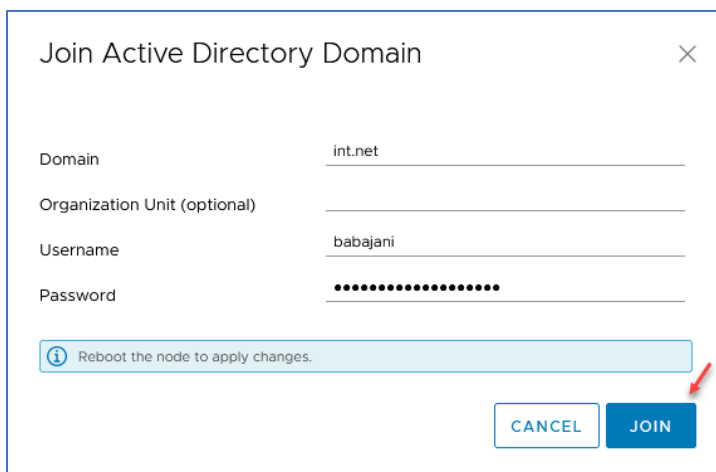 Join Active Directory Domain
Domain
int.net
Organization Unit (optional)
Username
babajani
Password
•••••••••••••••••••
Reboot the node to apply changes.
CANCEL
JOIN